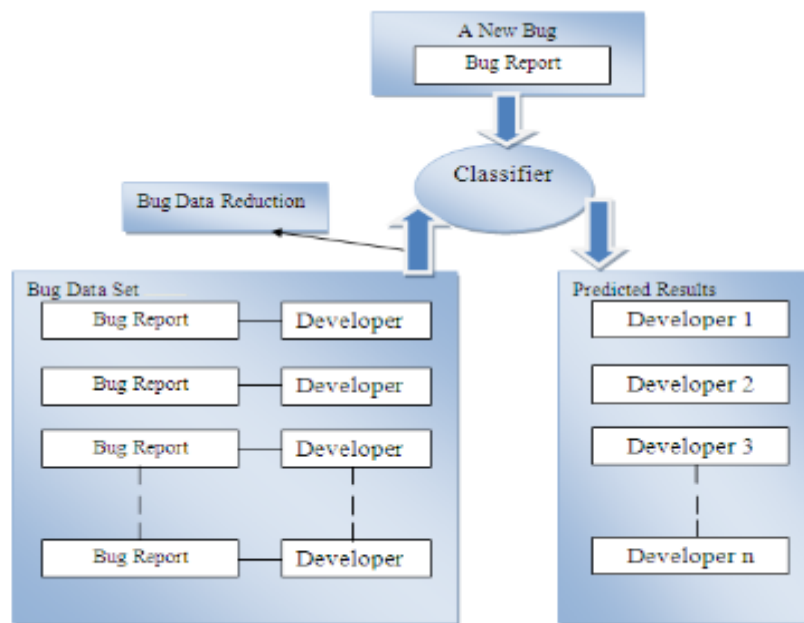 A New Bug
Bug Report
Classifier
Bug Data Reduction
Bug Data Set
Bug Report
Developer
Bug Report
Developer
Bug Report
Developer
Bug Report
Developer
Predicted Results
Developer 1
Developer 2
Developer 3
Developer n